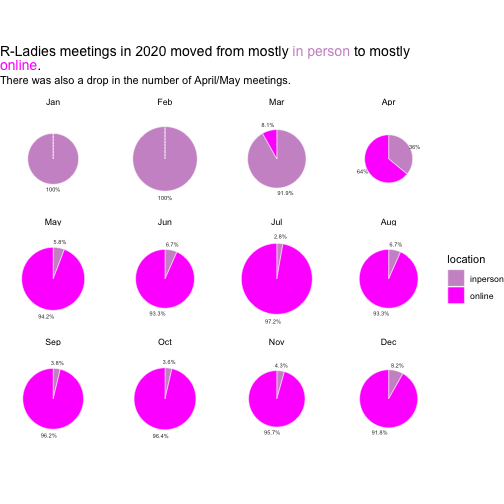 R-Ladies meetings in 2020 moved from mostly in person to mostly
online.
There was also a drop in the number of April/May meetings.
Jan Feb Mar Apr
8.1%
36%
64%
100% 100% 91.9%
May Jun Jul Aug
5.8% 6.7% 2.8% 6.7%
94.2% 93.3% 97.2% 93.3%
location
inperson
online
Sep Oct Nov Dec
3.8% 3.6% 4.3% 8.2%
96.2% 96.4% 95.7% 91.8%